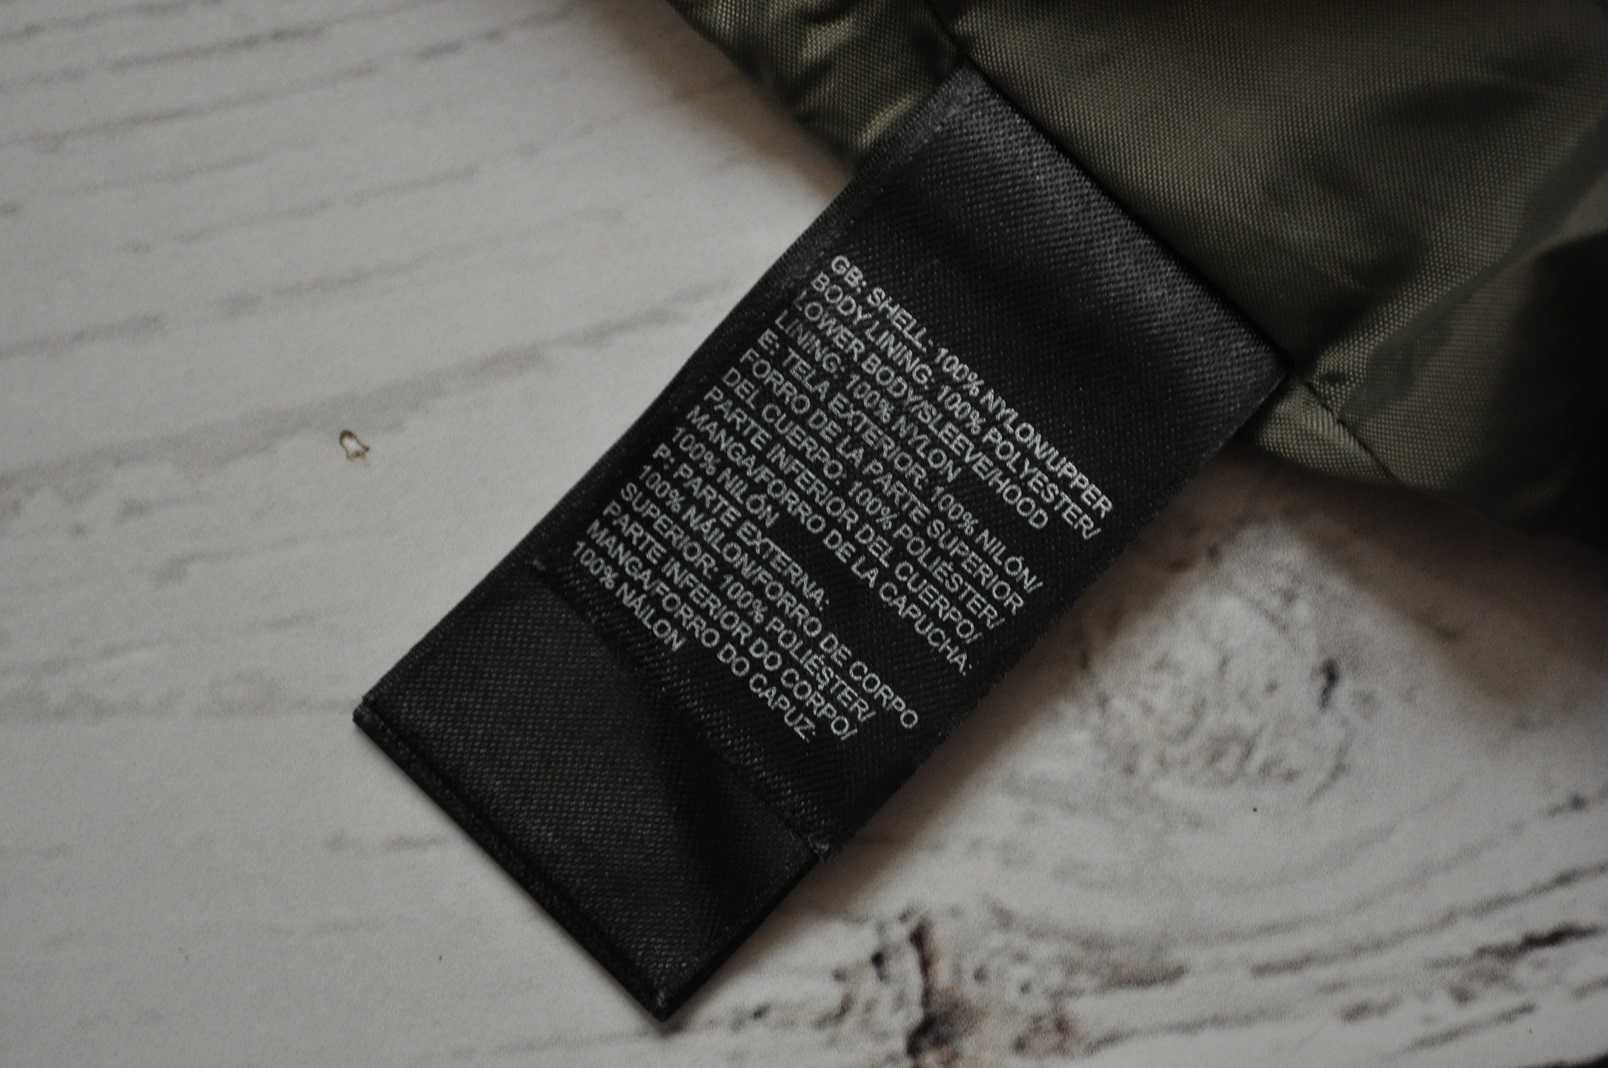 GB: SHELL: 100% NYLON/UPPER
BODY LINING: 100% POLYESTER/
LOWER BODY/SLEEVE/HOOD
LINING: 100% NYLON
E: TELA EXTERIOR: 100% NILÓN/
FORRO DE LA PARTE SUPERIOR
DEL CUERPO: 100% POLIÉSTER/
PARTE INFERIOR DEL CUERPO/
MANGA/FORRO DE LA CAPUCHA:
100% NILÓN
P: PARTE EXTERNA:
100% NÁILON/FORRO DE CORPO
SUPERIOR: 100% POLIÉSTER/
PARTE INFERIOR DO CORPO/
MANGA/FORRO DO CAPUZ:
100% NÁILON